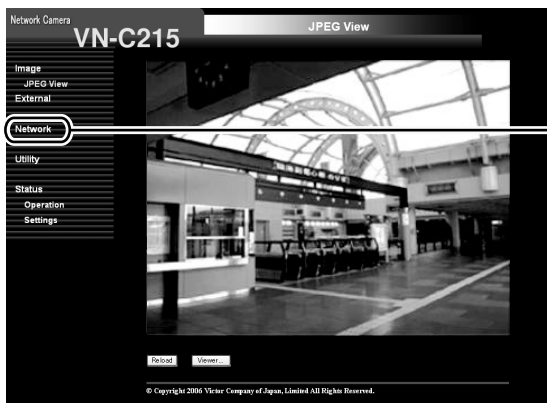 Network Camera
VN-C215
JPEG View
Image
JPEG View
External
Network
Utility
Status
Operation
Settings
Reload
Viewer...
© Copyright 2006 Victor Company of Japan, Limited All Rights Reserved.